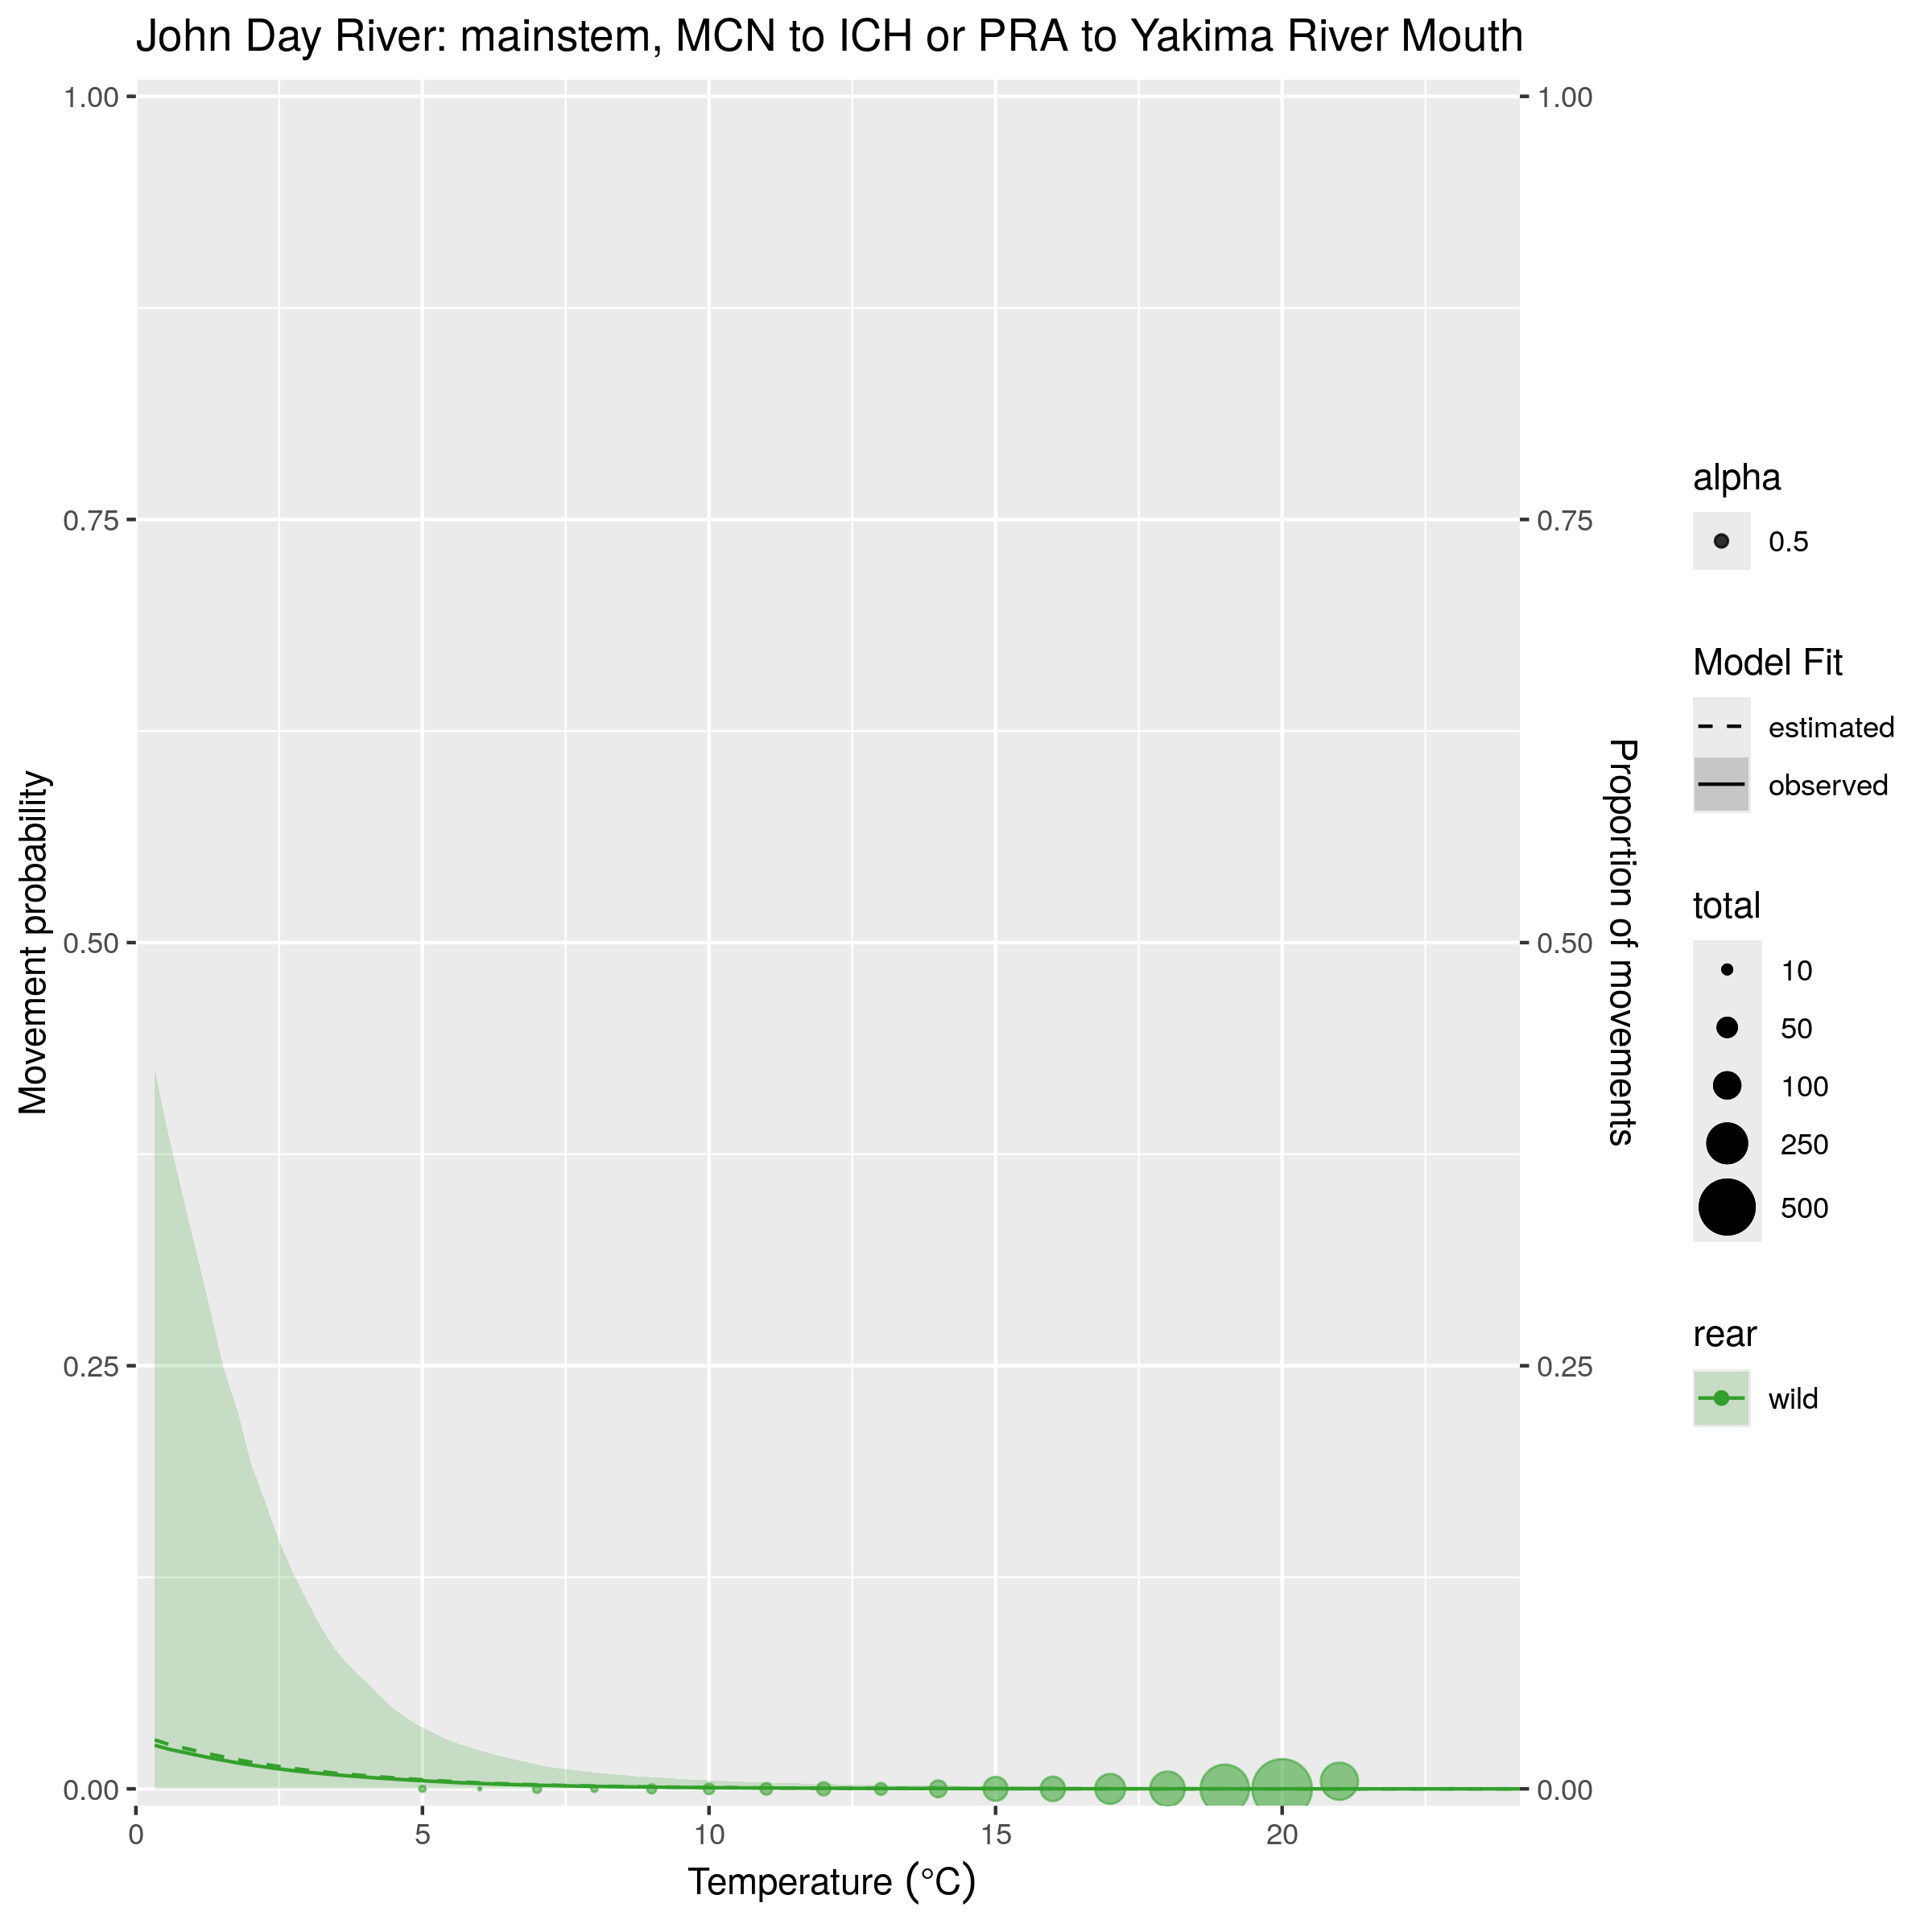 John Day River: mainstem, MCN to ICH or PRA to Yakima River Mouth
1.00
0.75
0.50
0.25
0.00
Movement probability
0
5
10
15
20
Temperature (°C)
1.00
0.75
0.50
0.25
0.00
Proportion of movements
alpha
0.5
Model Fit
estimated
observed
total
10
50
100
250
500
rear
wild